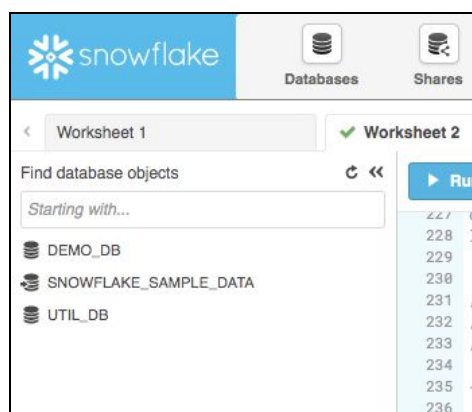 snowflake
Databases
Shares
Worksheet 1
Worksheet 2
Find database objects
Starting with...
DEMO_DB
SNOWFLAKE_SAMPLE_DATA
UTIL_DB
227
228
229
230
231
232
233
234
235
236